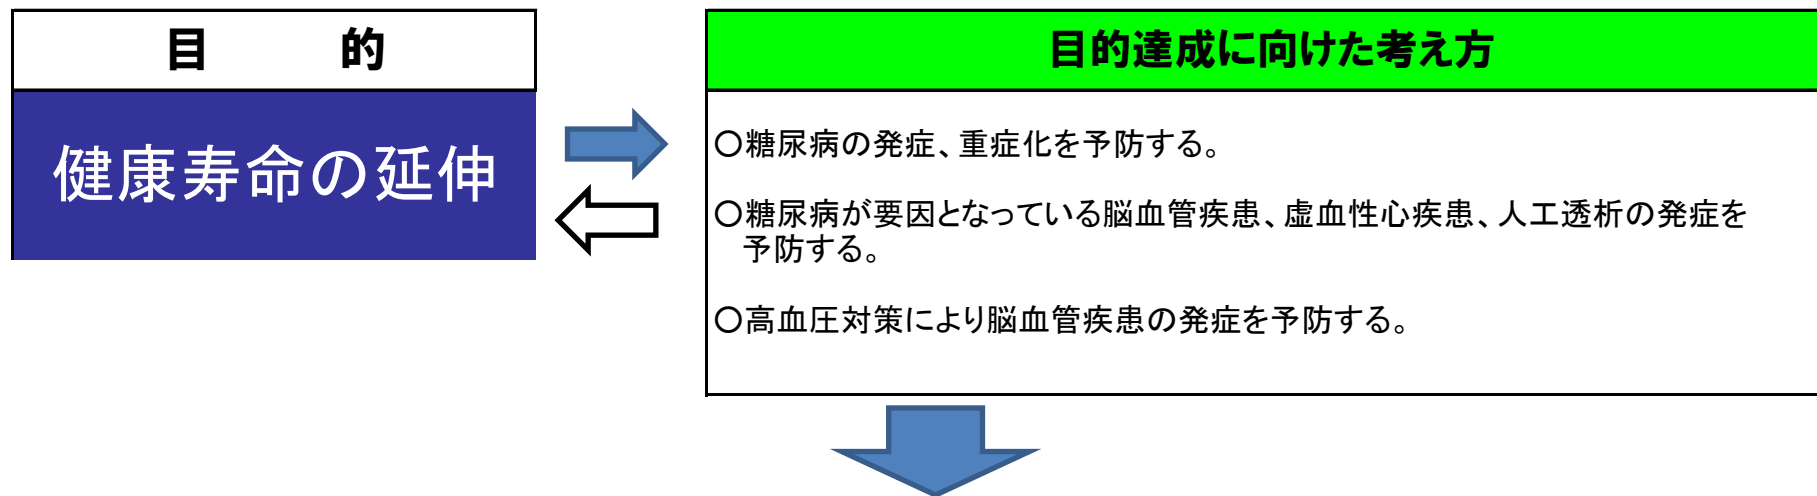 目　　的
健康寿命の延伸
目的達成に向けた考え方
○糖尿病の発症、重症化を予防する。
○糖尿病が要因となっている脳血管疾患、虚血性心疾患、人工透析の発症を
予防する。
○高血圧対策により脳血管疾患の発症を予防する。